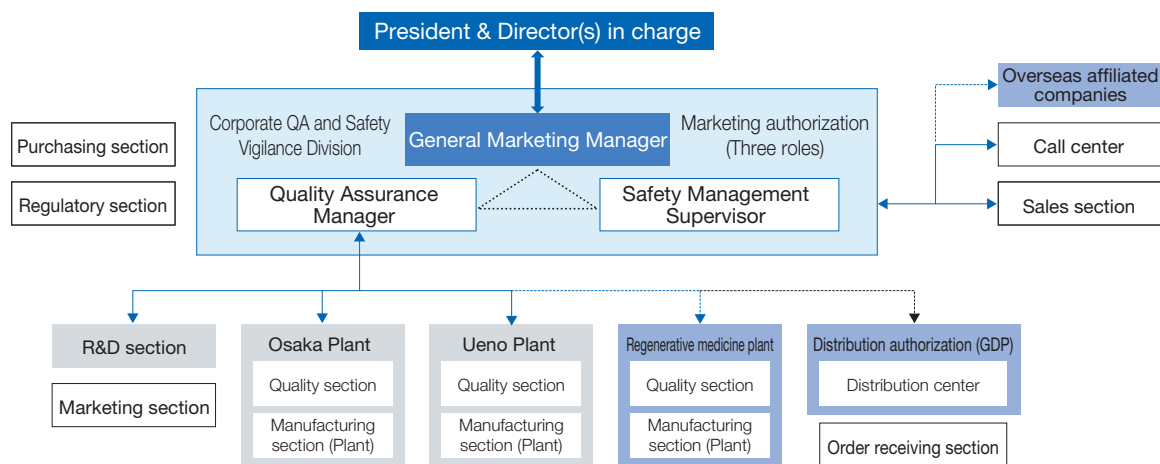 President & Director(s) in charge
Corporate QA and Safety
Vigilance Division
General Marketing Manager
Marketing authorization
(Three roles)
Quality Assurance
Manager
Safety Management
Supervisor
Purchasing section
Regulatory section
Overseas affiliated
companies
Call center
Sales section
R&D section
Marketing section
Osaka Plant
Quality section
Manufacturing
section (Plant)
Ueno Plant
Quality section
Manufacturing
section (Plant)
Regenerative medicine plant
Quality section
Manufacturing
section (Plant)
Distribution authorization (GDP)
Distribution center
Order receiving section